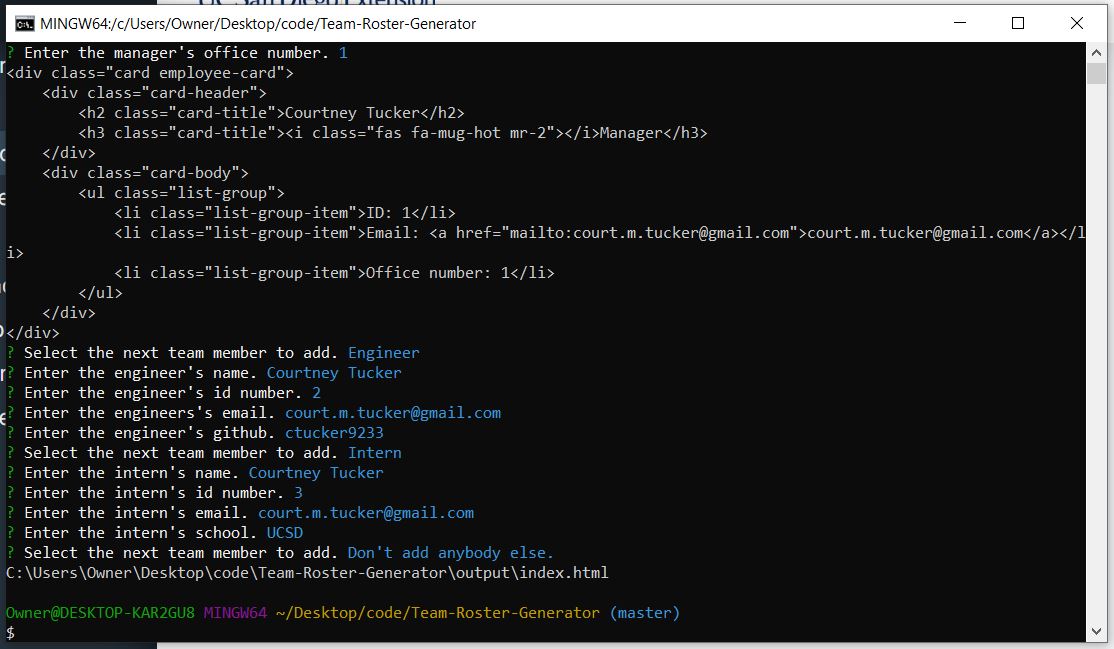 UC San Diego Extension
MINGW64:/c/Users/Owner/Desktop/code/Team-Roster-Generator
? Enter the manager's office number. 1
<div class="card employee-card">
    <div class="card-header">
        <h2 class="card-title">Courtney Tucker</h2>
        <h3 class="card-title"><i class="fas fa-mug-hot mr-2"></i>Manager</h3>
    </div>
    <div class="card-body">
        <ul class="list-group">
            <li class="list-group-item">ID: 1</li>
            <li class="list-group-item">Email: <a href="mailto:court.m.tucker@gmail.com">court.m.tucker@gmail.com</a></l
i>
            <li class="list-group-item">Office number: 1</li>
        </ul>
    </div>
</div>
? Select the next team member to add. Engineer
? Enter the engineer's name. Courtney Tucker
? Enter the engineer's id number. 2
? Enter the engineers's email. court.m.tucker@gmail.com
? Enter the engineer's github. ctucker9233
? Select the next team member to add. Intern
? Enter the intern's name. Courtney Tucker
? Enter the intern's id number. 3
? Enter the intern's email. court.m.tucker@gmail.com
? Enter the intern's school. UCSD
? Select the next team member to add. Don't add anybody else.
C:\Users\Owner\Desktop\code\Team-Roster-Generator\output\index.html
Owner@DESKTOP-KAR2GU8 MINGW64 ~/Desktop/code/Team-Roster-Generator (master)
$